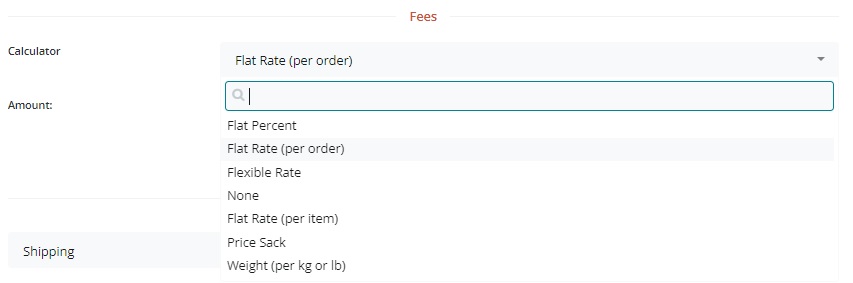 Fees
Calculator
Flat Rate (per order)
Amount:
Flat Percent
Flat Rate (per order)
Flexible Rate
None
Flat Rate (per item)
Price Sack
Weight (per kg or lb)
Shipping